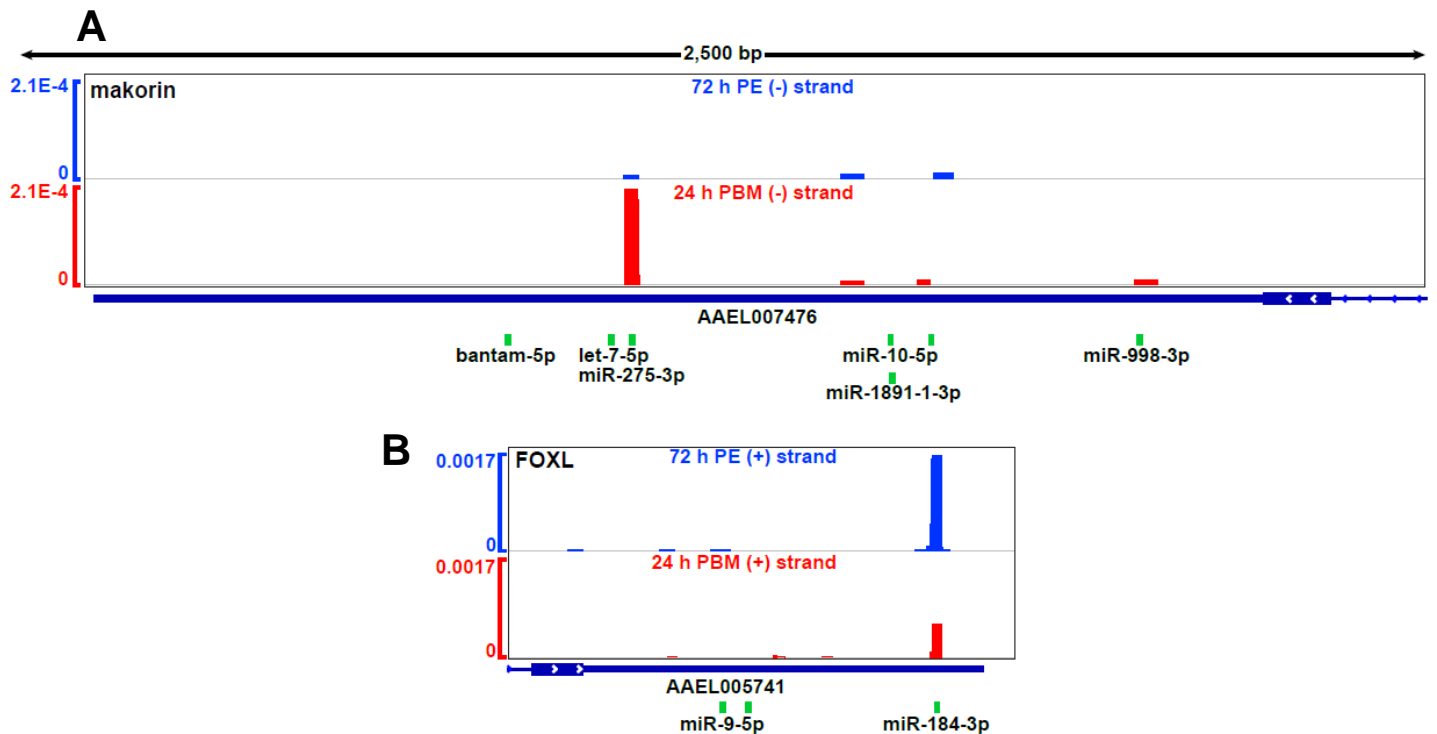 A
2,500 bp
2.1E-4
makorin
72 h PE (-) strand
0
2.1E-4
24 h PBM (-) strand
0
AAEL007476
bantam-5p
let-7-5p
miR-10-5p
miR-998-3p
miR-275-3p
miR-1891-1-3p
B
0.0017
FOXL
72 h PE (+) strand
0
0.0017
24 h PBM (+) strand
0
AAEL005741
miR-9-5p
miR-184-3p